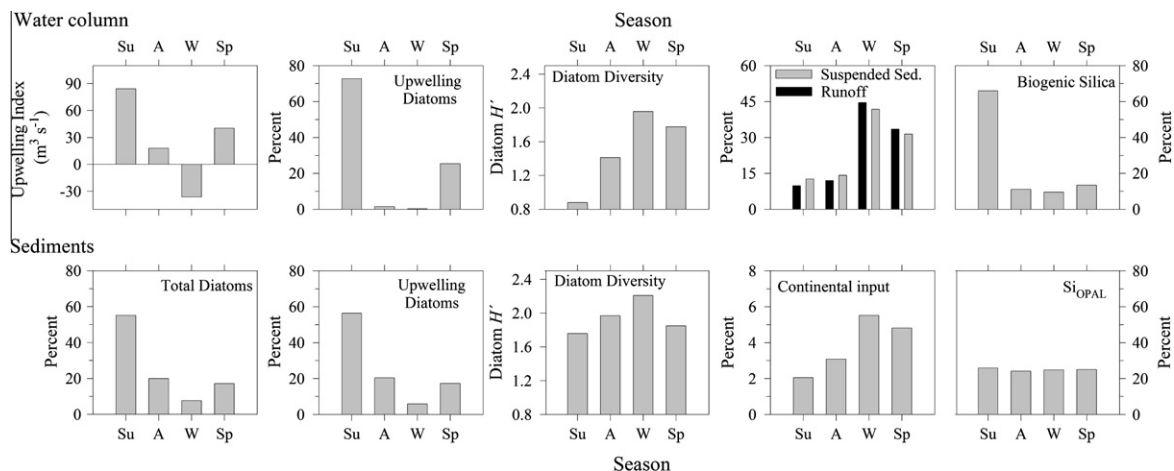 Water column
Season
Su A W Sp
Su A W Sp
Su A W Sp
Su A W Sp
Su A W Sp
Upwelling Index
(m³ s⁻¹)
90
60
30
0
-30
Percent
80
60
40
20
0
Upwelling
Diatoms
Diatom H´
2.4
2.0
1.6
1.2
0.8
Diatom Diversity
Percent
60
45
30
15
0
Suspended Sed.
Runoff
Biogenic Silica
80
60
40
20
0
Percent
Sediments
Percent
80
60
40
20
0
Total Diatoms
Percent
80
60
40
20
0
Upwelling
Diatoms
Diatom H´
2.4
2.0
1.6
1.2
0.8
Diatom Diversity
Percent
8
6
4
2
0
Continental input
Si_OPAL
80
60
40
20
0
Percent
Su A W Sp
Su A W Sp
Su A W Sp
Su A W Sp
Su A W Sp
Season